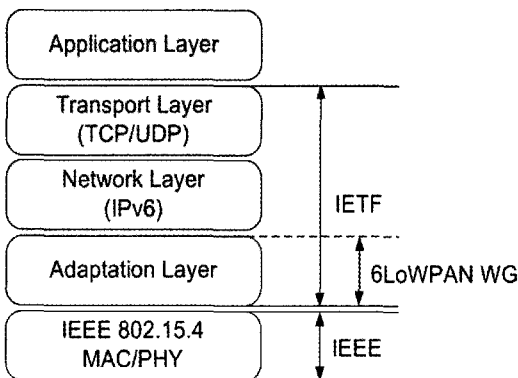 Application Layer
Transport Layer
(TCP/UDP)
Network Layer
(IPv6)
IETF
Adaptation Layer
6LoWPAN WG
IEEE 802.15.4
MAC/PHY
IEEE